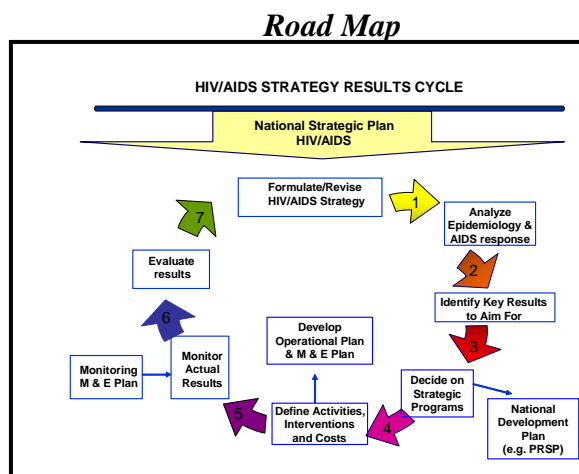 Road Map
HIV/AIDS STRATEGY RESULTS CYCLE
National Strategic Plan
HIV/AIDS
Formulate/Revise
HIV/AIDS Strategy
1
Analyze
Epidemiology &
AIDS response
2
Identify Key Results
to Aim For
3
Decide on
Strategic
Programs
National
Development
Plan
(e.g. PRSP)
4
Define Activities,
Interventions
and Costs
Develop
Operational Plan
& M & E Plan
5
Monitor
Actual
Results
Monitoring
M & E Plan
6
Evaluate
results
7